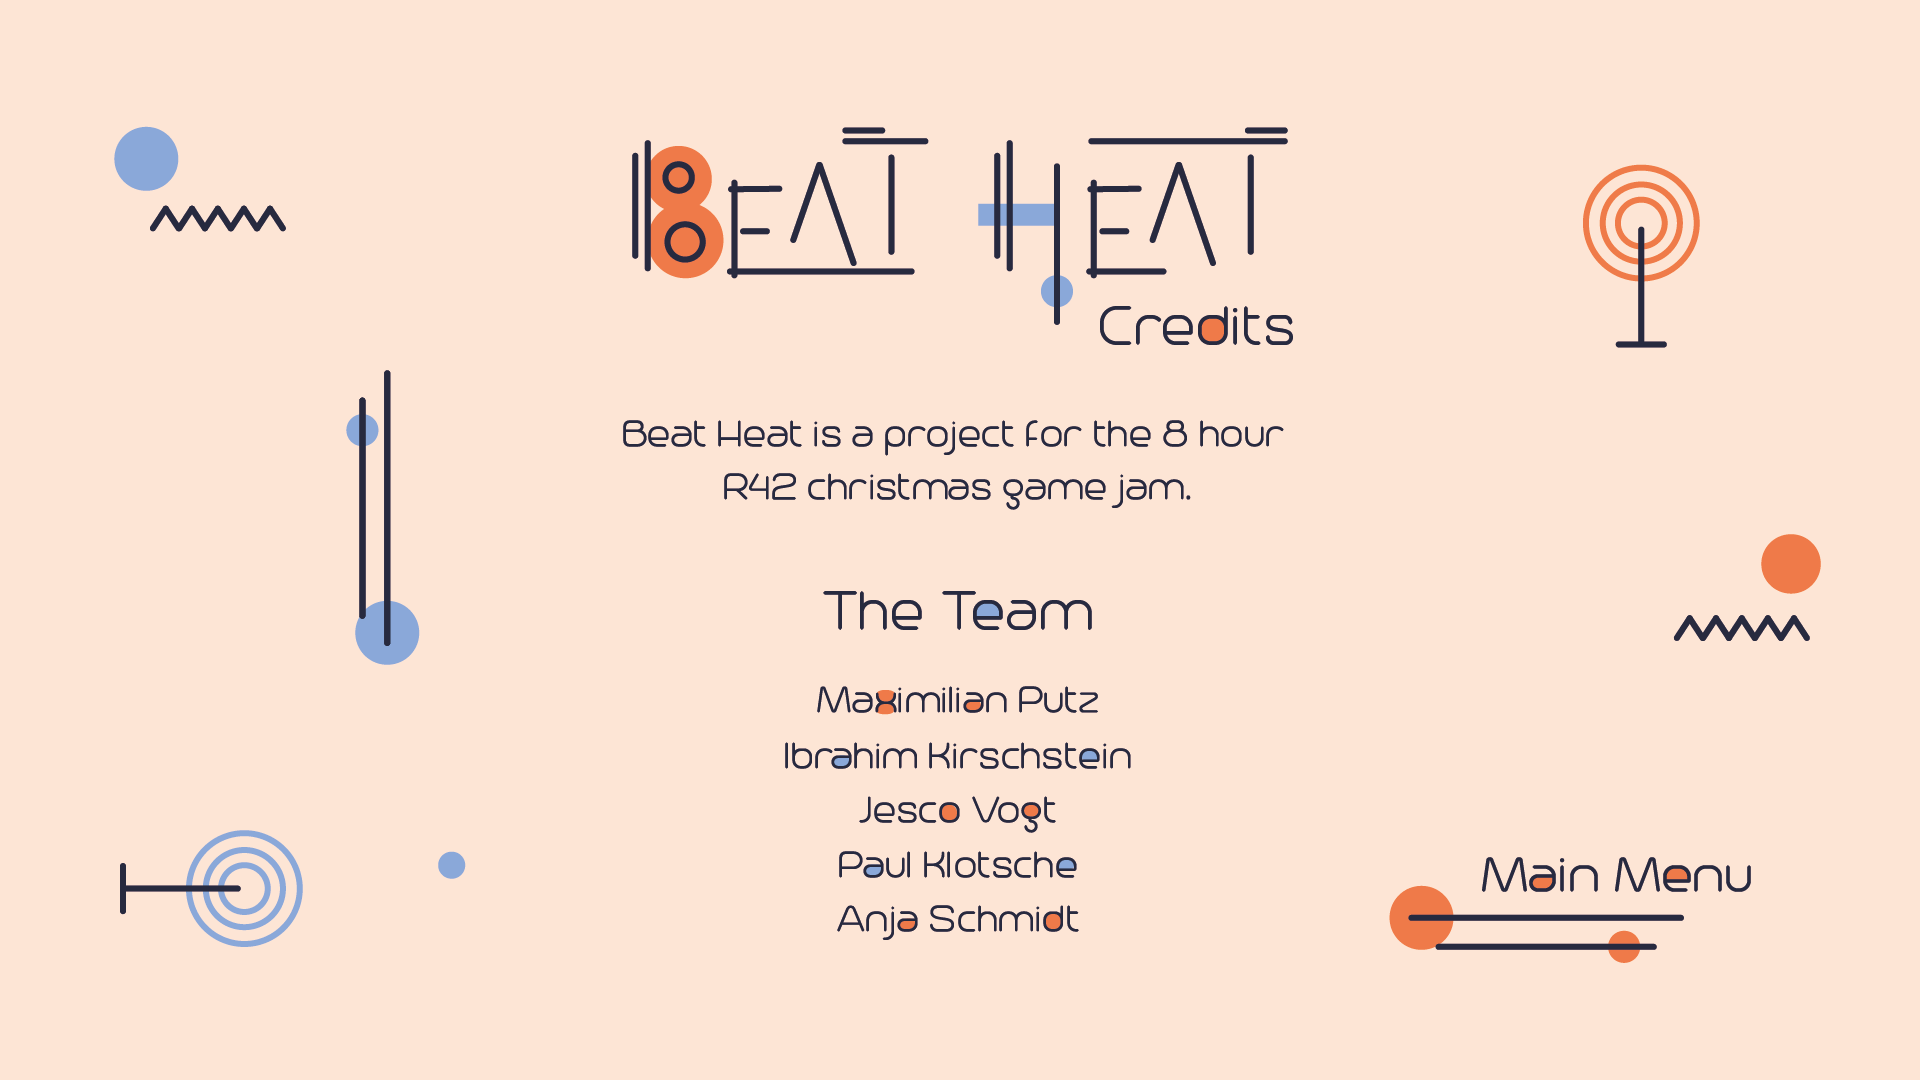 BEAT HEAT
Credits
Beat Heat is a project for the 8 hour
R42 christmas game jam.
The Team
Maximilian Putz
Ibrahim Kirschstein
Jesco Vogt
Paul Klotsche
Anja Schmidt
Main Menu